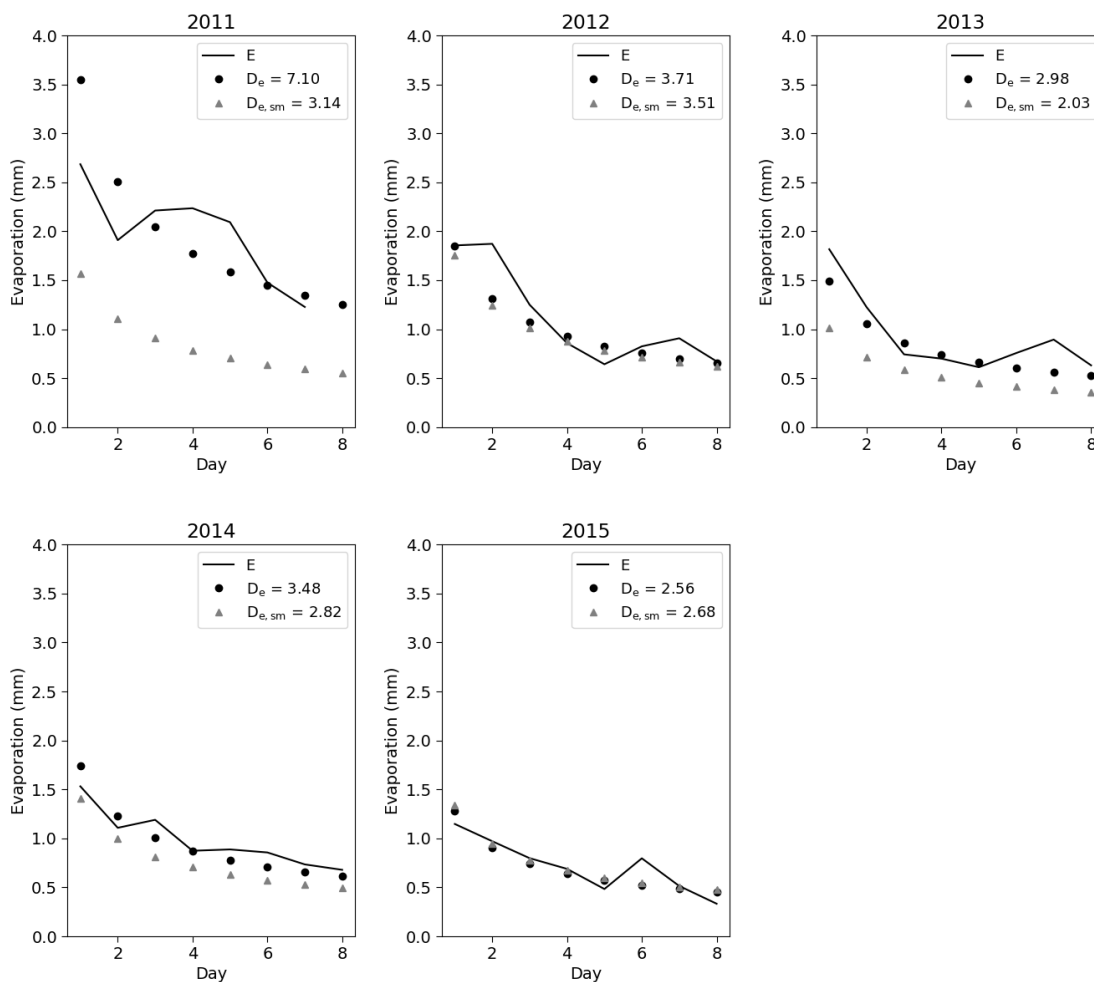 2011
4.0
3.5
3.0
2.5
2.0
1.5
1.0
0.5
0.0
Evaporation (mm)
E
De = 7.10
De, sm = 3.14
2 4 6 8
Day
2012
4.0
3.5
3.0
2.5
2.0
1.5
1.0
0.5
0.0
Evaporation (mm)
E
De = 3.71
De, sm = 3.51
2 4 6 8
Day
2013
4.0
3.5
3.0
2.5
2.0
1.5
1.0
0.5
0.0
Evaporation (mm)
E
De = 2.98
De, sm = 2.03
2 4 6 8
Day
2014
4.0
3.5
3.0
2.5
2.0
1.5
1.0
0.5
0.0
Evaporation (mm)
E
De = 3.48
De, sm = 2.82
2 4 6 8
Day
2015
4.0
3.5
3.0
2.5
2.0
1.5
1.0
0.5
0.0
Evaporation (mm)
E
De = 2.56
De, sm = 2.68
2 4 6 8
Day